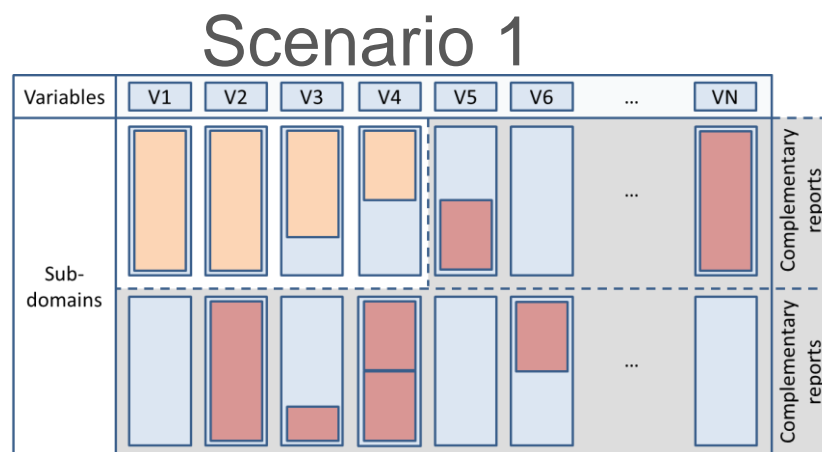 Scenario 1
Variables V1 V2 V3 V4 V5 V6 ... VN
Sub-
domains
...
Complementary
reports
...
Complementary
reports